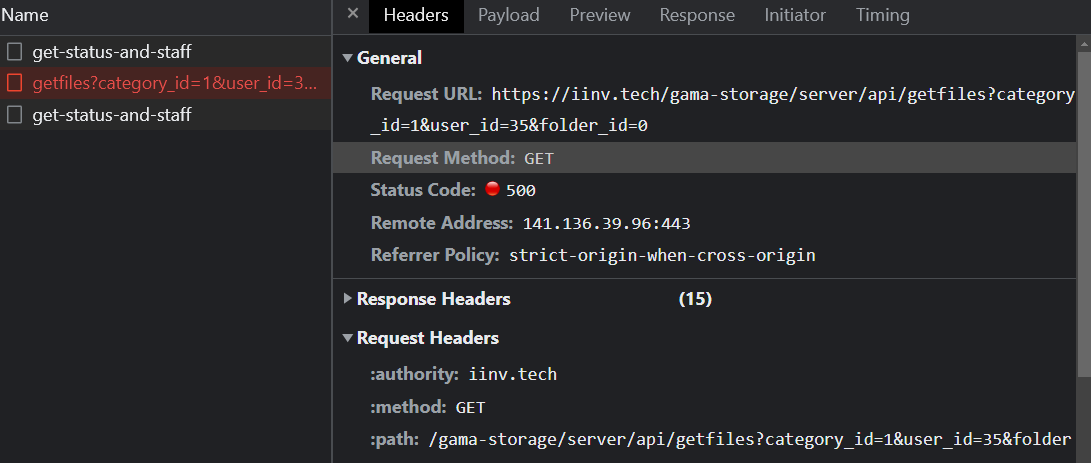 Name
× Headers Payload Preview Response Initiator Timing
get-status-and-staff
getfiles?category_id=1&user_id=3...
get-status-and-staff
General
Request URL: https://iinv.tech/gama-storage/server/api/getfiles?category
_id=1&user_id=35&folder_id=0
Request Method: GET
Status Code: 500
Remote Address: 141.136.39.96:443
Referrer Policy: strict-origin-when-cross-origin
Response Headers (15)
Request Headers
:authority: iinv.tech
:method: GET
:path: /gama-storage/server/api/getfiles?category_id=1&user_id=35&folder